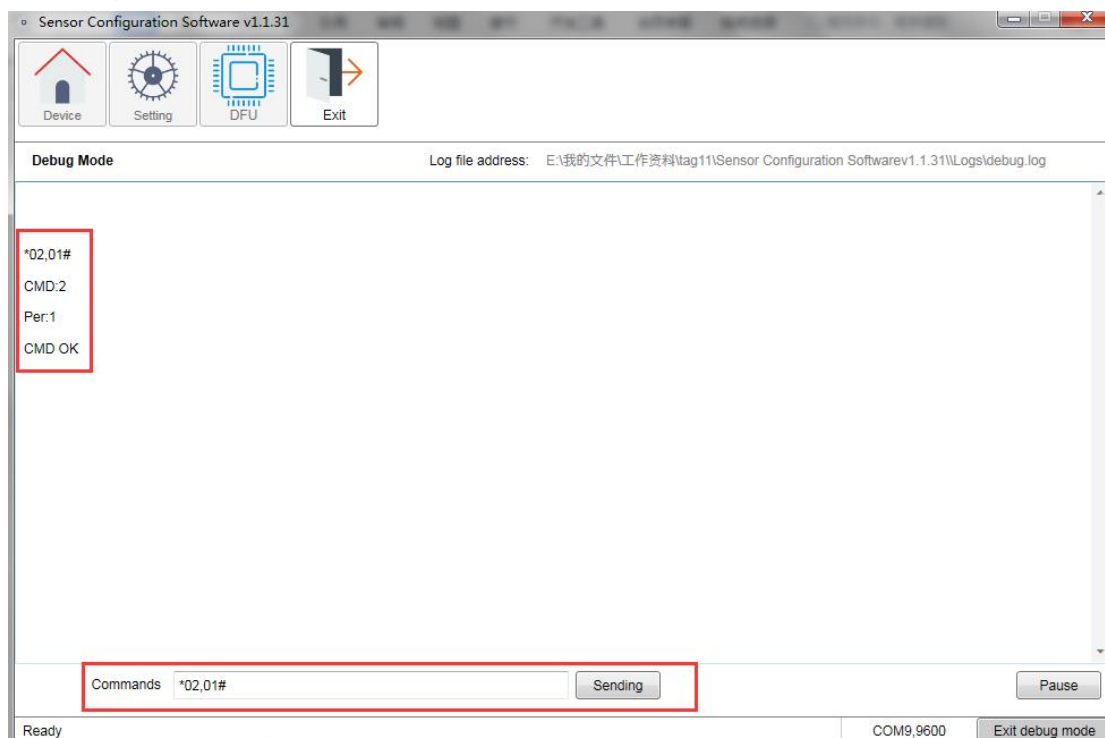 Sensor Configuration Software v1.1.31
Device
Setting
DFU
Exit
Debug Mode
Log file address: E:\我的文件\工作资料\tag11\Sensor Configuration Softwarev1.1.31\\Logs\debug.log
*02,01#
CMD:2
Per:1
CMD OK
Commands *02,01# Sending Pause
Ready COM9,9600 Exit debug mode